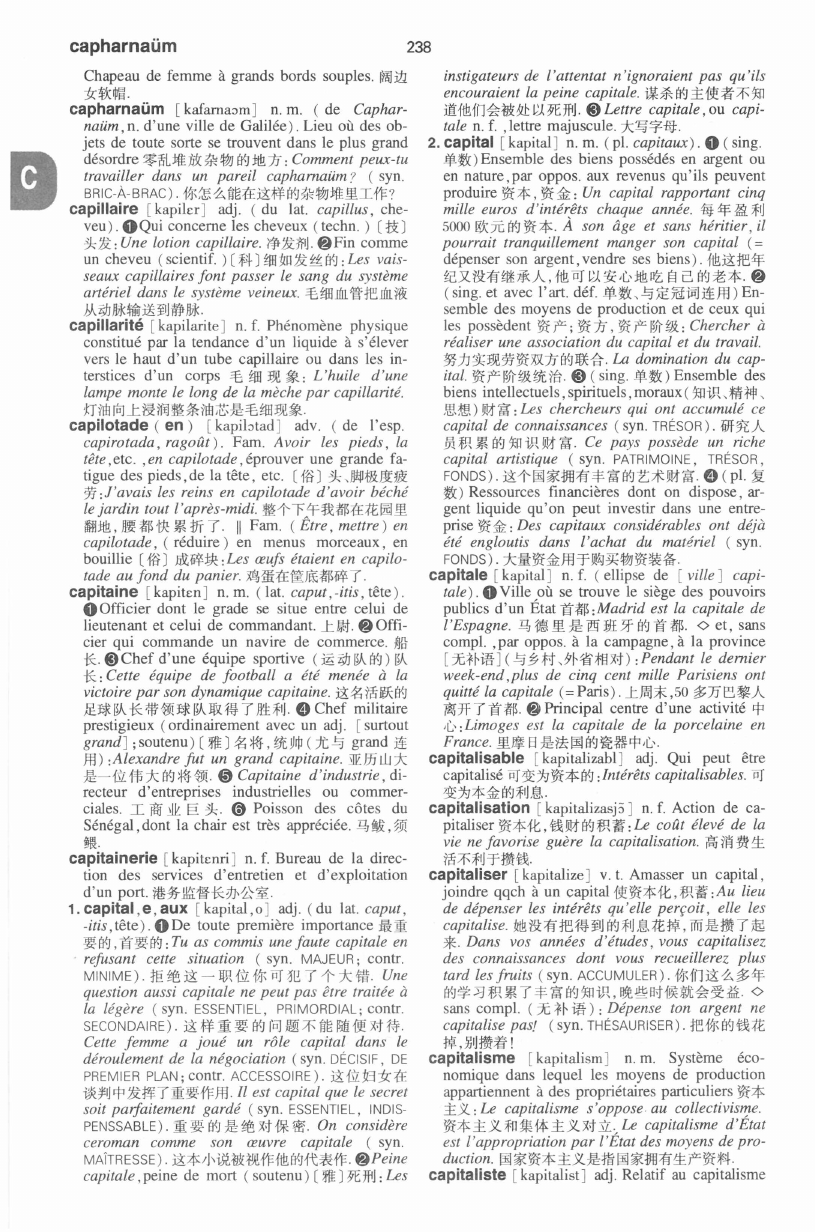 capharnaüm
238
C
Chapeau de femme à grands bords souples. 阔边
女软帽.
capharnaüm [kafarnaɔm] n. m. ( de Caphar-
naüm, n. d'une ville de Galilée). Lieu où des ob-
jets de toute sorte se trouvent dans le plus grand
désordre 零乱堆放杂物的地方: Comment peux-tu
travailler dans un pareil capharnaüm? ( syn.
BRIC-À-BRAC). 你怎么能在这样的杂物堆里工作?
capillaire [kapilɛr] adj. ( du lat. capillus, che-
veu). ❶Qui concerne les cheveux (techn. ) [技]
头发: Une lotion capillaire. 净发剂. ❷Fin comme
un cheveu (scientif. )[科]细如发丝的: Les vais-
seaux capillaires font passer le sang du système
artériel dans le système veineux. 毛细血管把血液
从动脉输送到静脉.
capillarité [kapilarite] n. f. Phénomène physique
constitué par la tendance d'un liquide à s'élever
vers le haut d'un tube capillaire ou dans les in-
terstices d'un corps 毛细现象: L'huile d'une
lampe monte le long de la mèche par capillarité.
灯油向上浸润整条油芯是毛细现象.
capilotade ( en ) [kapilɔtad] adv. ( de l'esp.
capirotada, ragoût). Fam. Avoir les pieds, la
tête, etc. , en capilotade, éprouver une grande fa-
tigue des pieds, de la tête, etc. [俗]头、脚极度疲
劳: J'avais les reins en capilotade d'avoir bêché
le jardin tout l'après-midi. 整个下午我都在花园里
翻地,腰都快累折了. ‖ Fam. ( Être, mettre) en
capilotade, ( réduire) en menus morceaux, en
bouillie [俗] 成碎块: Les œufs étaient en capilo-
tade au fond du panier. 鸡蛋在筐底都碎了.
capitaine [kapitɛn] n. m. ( lat. caput, -itis, tête).
❶Officier dont le grade se situe entre celui de
lieutenant et celui de commandant. 上尉. ❷Offi-
cier qui commande un navire de commerce. 船
长. ❸Chef d'une équipe sportive (运动队的)队
长: Cette équipe de football a été menée à la
victoire par son dynamique capitaine. 这名活跃的
足球队长带领球队取得了胜利. ❹ Chef militaire
prestigieux (ordinairement avec un adj. [surtout
grand]; soutenu)[雅]名将,统帅(尤与 grand 连
用): Alexandre fut un grand capitaine. 亚历山大
是一位伟大的将领. ❺ Capitaine d'industrie, di-
recteur d'entreprises industrielles ou commer-
ciales. 工商业巨头. ❻ Poisson des côtes du
Sénégal, dont la chair est très appréciée. 马鲅,须
鳂.
capitainerie [kapitɛnri] n. f. Bureau de la direc-
tion des services d'entretien et d'exploitation
d'un port. 港务监督长办公室.
1. capital, e, aux [kapital, o] adj. (du lat. caput,
-itis, tête). ❶De toute première importance 最重
要的,首要的: Tu as commis une faute capitale en
refusant cette situation ( syn. MAJEUR; contr.
MINIME). 拒绝这一职位你可犯了个大错. Une
question aussi capitale ne peut pas être traitée à
la légère ( syn. ESSENTIEL, PRIMORDIAL; contr.
SECONDAIRE). 这样重要的问题不能随便对待.
Cette femme a joué un rôle capital dans le
déroulement de la négociation (syn. DÉCISIF, DE
PREMIER PLAN; contr. ACCESSOIRE). 这位妇女在
谈判中发挥了重要作用. Il est capital que le secret
soit parfaitement gardé ( syn. ESSENTIEL, INDIS-
PENSSABLE). 重要的是绝对保密. On considère
ceroman comme son œuvre capitale ( syn.
MAÎTRESSE). 这本小说被视作他的代表作. ❷Peine
capitale, peine de mort (soutenu)[雅]死刑: Les
instigateurs de l'attentat n'ignoraient pas qu'ils
encouraient la peine capitale. 谋杀的主使者不知
道他们会被处以死刑. ❸Lettre capitale, ou capi-
tale n. f. , lettre majuscule. 大写字母.
2. capital [kapital] n. m. (pl. capitaux). ❶ (sing.
单数)Ensemble des biens possédés en argent ou
en nature, par oppos. aux revenus qu'ils peuvent
produire 资本,资金: Un capital rapportant cinq
mille euros d'intérêts chaque année. 每年盈利
5000 欧元的资本. À son âge et sans héritier, il
pourrait tranquillement manger son capital (=
dépenser son argent, vendre ses biens). 他这把年
纪又没有继承人,他可以安心地吃自己的老本. ❷
(sing. et avec l'art. déf. 单数、与定冠词连用)En-
semble des moyens de production et de ceux qui
les possèdent 资产;资方,资产阶级: Chercher à
réaliser une association du capital et du travail.
努力实现劳资双方的联合. La domination du cap-
ital. 资产阶级统治. ❸ (sing. 单数) Ensemble des
biens intellectuels, spirituels, moraux(知识、精神、
思想)财富: Les chercheurs qui ont accumulé ce
capital de connaissances (syn. TRÉSOR). 研究人
员积累的知识财富. Ce pays possède un riche
capital artistique ( syn. PATRIMOINE, TRÉSOR,
FONDS). 这个国家拥有丰富的艺术财富. ❹(pl. 复
数) Ressources financières dont on dispose, ar-
gent liquide qu'on peut investir dans une entre-
prise 资金: Des capitaux considérables ont déjà
été engloutis dans l'achat du matériel ( syn.
FONDS). 大量资金用于购买物资装备.
capitale [kapital] n. f. (ellipse de [ville] capi-
tale). ❶Ville où se trouve le siège des pouvoirs
publics d'un État 首都: Madrid est la capitale de
l'Espagne. 马德里是西班牙的首都. ◇ et, sans
compl. , par oppos. à la campagne, à la province
[无补语](与乡村、外省相对): Pendant le dernier
week-end, plus de cinq cent mille Parisiens ont
quitté la capitale (= Paris). 上周末,50 多万巴黎人
离开了首都. ❷ Principal centre d'une activité 中
心: Limoges est la capitale de la porcelaine en
France. 里摩日是法国的瓷器中心.
capitalisable [kapitalizabl] adj. Qui peut être
capitalisé 可变为资本的: Intérêts capitalisables. 可
变为本金的利息.
capitalisation [kapitalizasjɔ̃] n. f. Action de ca-
pitaliser 资本化,钱财的积蓄: Le coût élevé de la
vie ne favorise guère la capitalisation. 高消费生
活不利于攒钱.
capitaliser [kapitalize] v. t. Amasser un capital,
joindre qqch à un capital 使资本化,积蓄: Au lieu
de dépenser les intérêts qu'elle perçoit, elle les
capitalise. 她没有把得到的利息花掉,而是攒了起
来. Dans vos années d'études, vous capitalisez
des connaissances dont vous recueillerez plus
tard les fruits (syn. ACCUMULER). 你们这么多年
的学习积累了丰富的知识,晚些时候就会受益. ◇
sans compl. (无补语): Dépense ton argent ne
capitalise pas! (syn. THÉSAURISER). 把你的钱花
掉,别攒着!
capitalisme [kapitalism] n. m. Système éco-
nomique dans lequel les moyens de production
appartiennent à des propriétaires particuliers 资本
主义: Le capitalisme s'oppose au collectivisme.
资本主义和集体主义对立. Le capitalisme d'État
est l'appropriation par l'État des moyens de pro-
duction. 国家资本主义是指国家拥有生产资料.
capitaliste [kapitalist] adj. Relatif au capitalisme